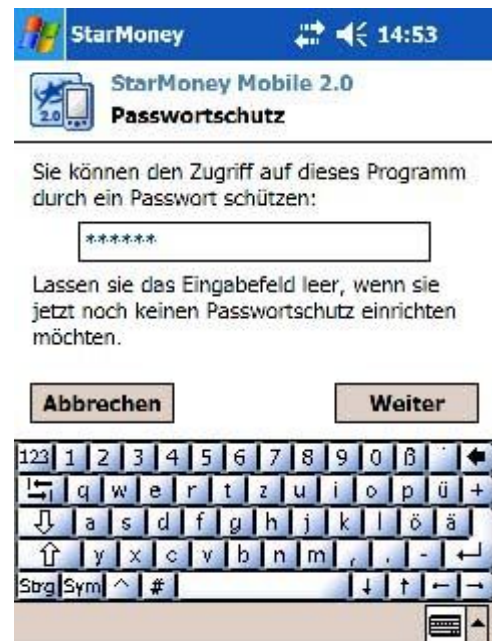 StarMoney 14:53
StarMoney Mobile 2.0
2.0
Passwortschutz
Sie können den Zugriff auf dieses Programm
durch ein Passwort schützen:
******
Lassen sie das Eingabefeld leer, wenn sie
jetzt noch keinen Passwortschutz einrichten
möchten.
Abbrechen Weiter
123 1 2 3 4 5 6 7 8 9 0 ß ´
q w e r t z u i o p ü +
a s d f g h j k l ö ä
y x c v b n m , . -
Strg Sym ^ #